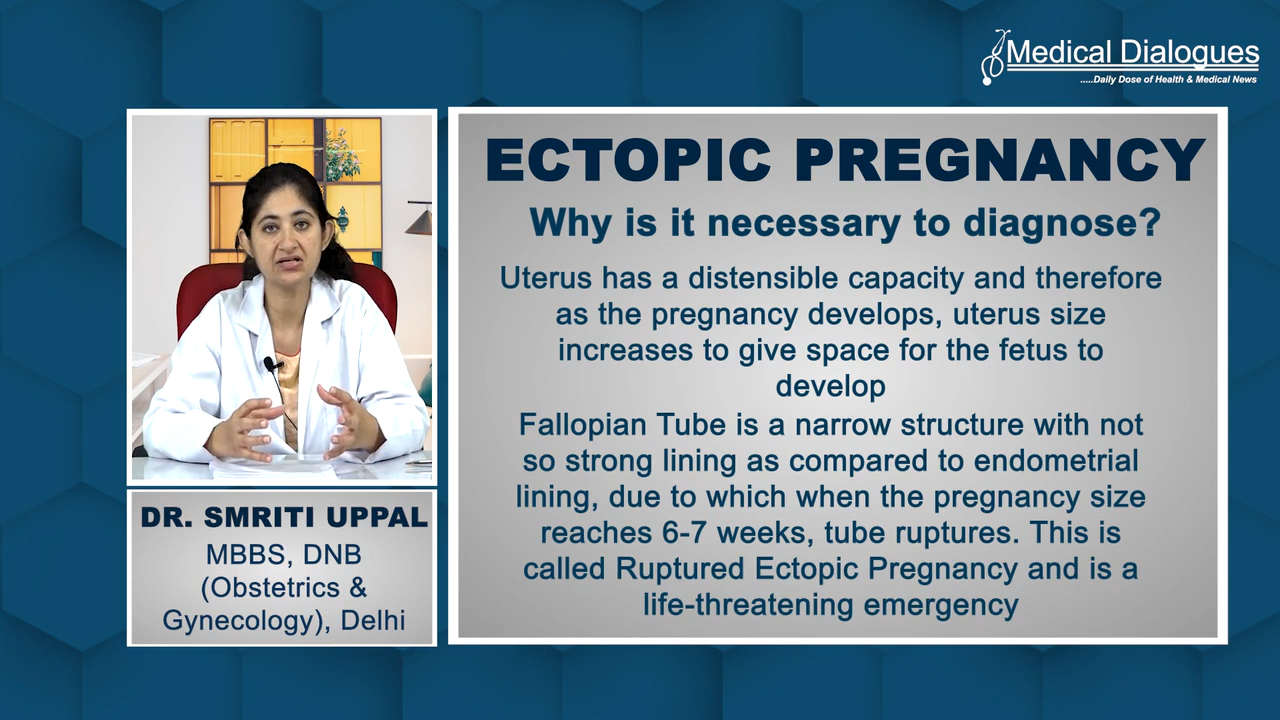 Medical Dialogues
.....Daily Dose of Health & Medical News
ECTOPIC PREGNANCY
Why is it necessary to diagnose?
Uterus has a distensible capacity and therefore
as the pregnancy develops, uterus size
increases to give space for the fetus to
develop
Fallopian Tube is a narrow structure with not
so strong lining as compared to endometrial
lining, due to which when the pregnancy size
reaches 6-7 weeks, tube ruptures. This is
called Ruptured Ectopic Pregnancy and is a
life-threatening emergency
DR. SMRITI UPPAL
MBBS, DNB
(Obstetrics &
Gynecology), Delhi